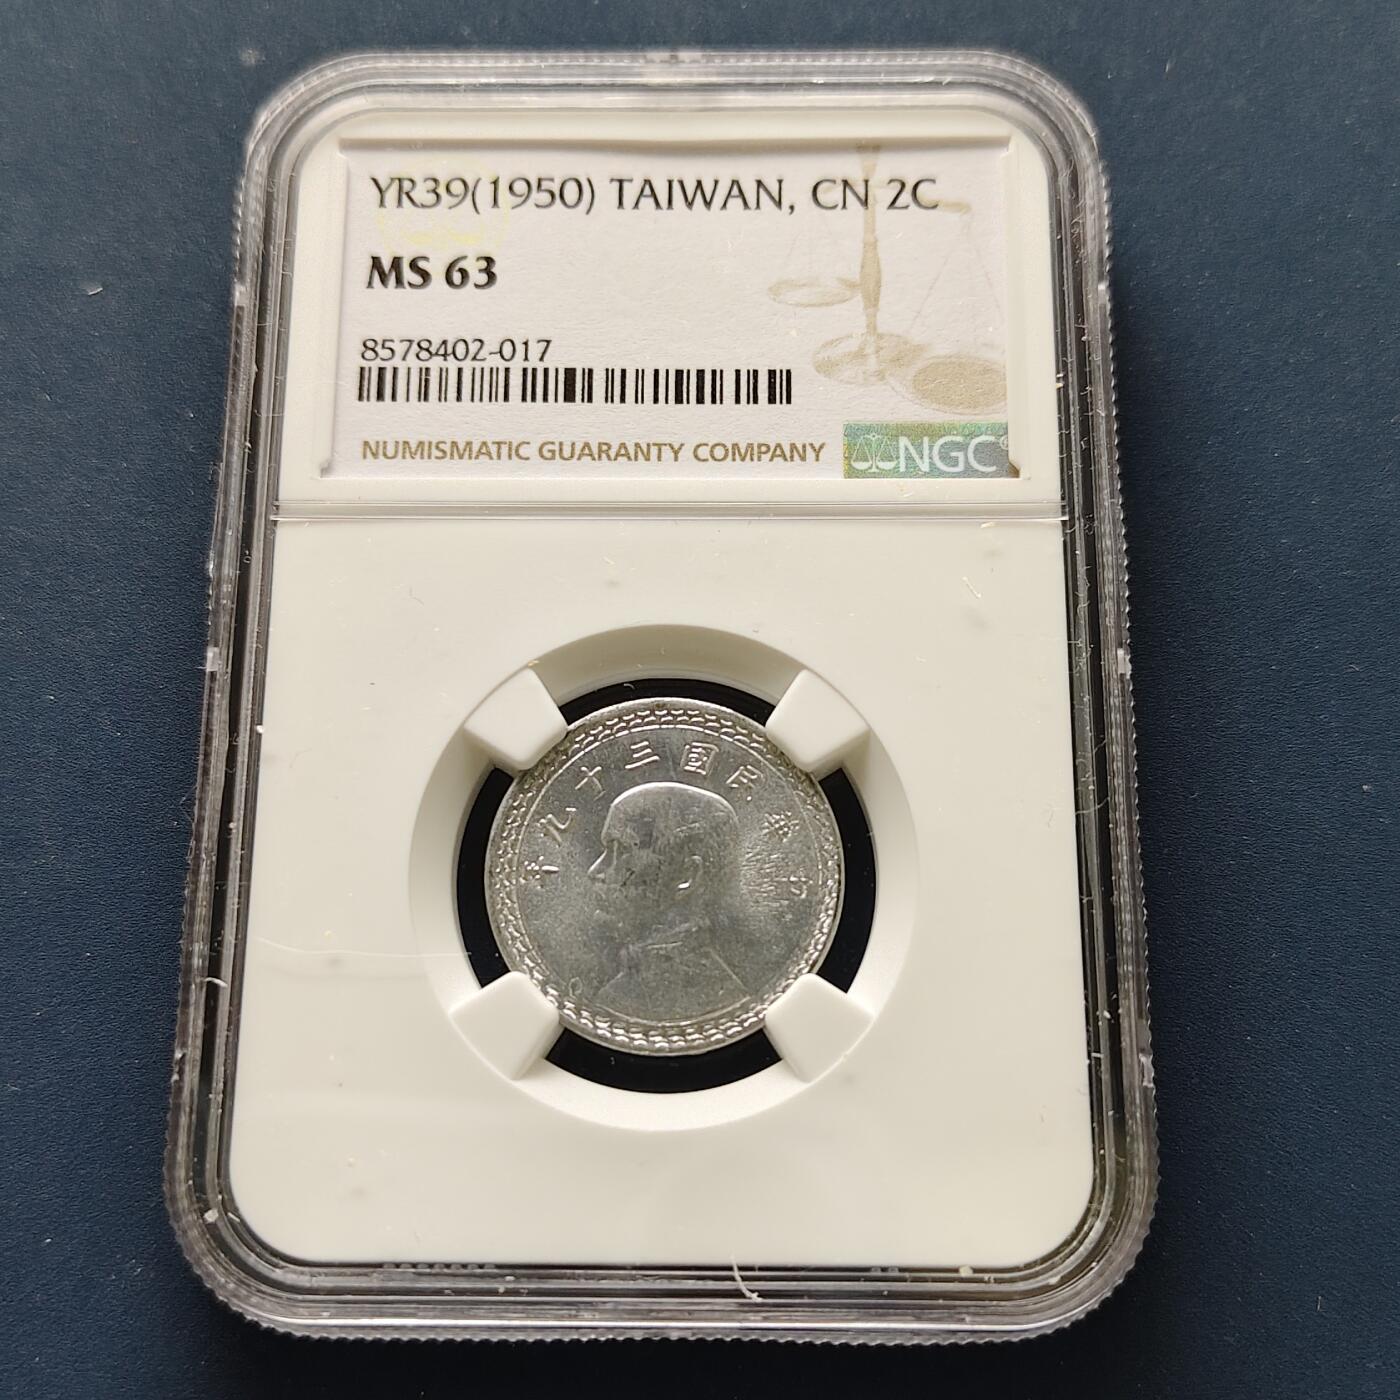 YR39(1950) TAIWAN, CN 2C
MS 63
8578402-017
NUMISMATIC GUARANTY COMPANY
NGC
年九十三國民華中